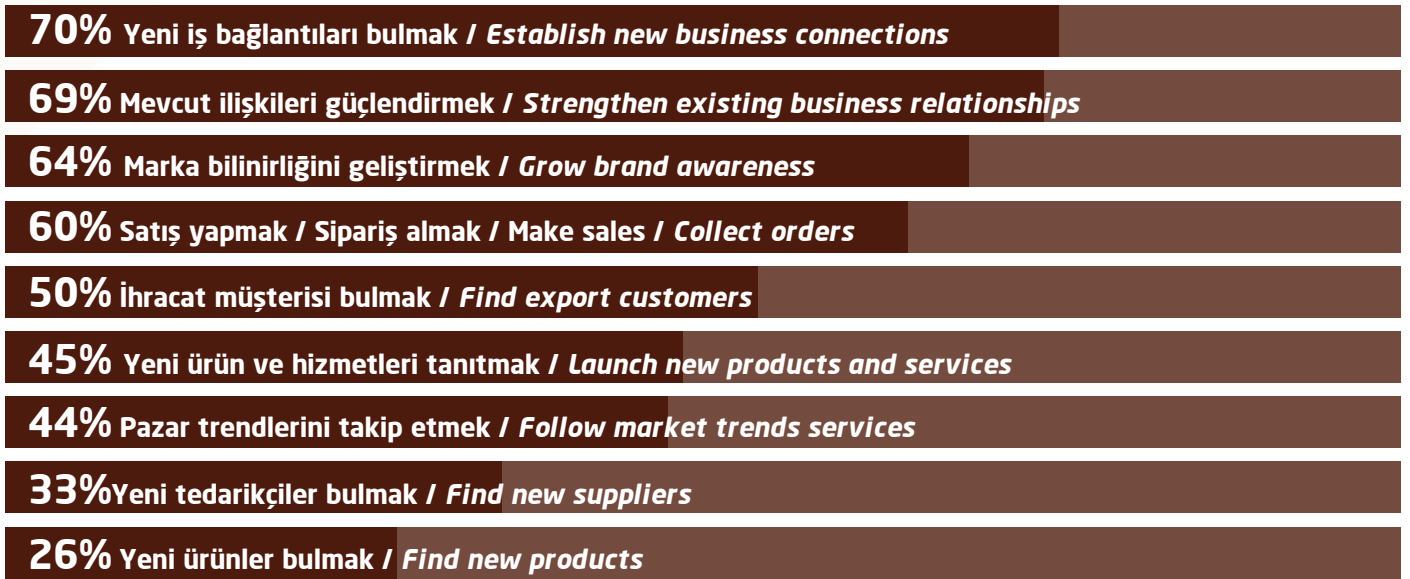 70% Yeni iş bağlantıları bulmak / Establish new business connections
69% Mevcut ilişkileri güçlendirmek / Strengthen existing business relationships
64% Marka bilinirliğini geliştirmek / Grow brand awareness
60% Satış yapmak / Sipariş almak / Make sales / Collect orders
50% İhracat müşterisi bulmak / Find export customers
45% Yeni ürün ve hizmetleri tanıtmak / Launch new products and services
44% Pazar trendlerini takip etmek / Follow market trends services
33%Yeni tedarikçiler bulmak / Find new suppliers
26% Yeni ürünler bulmak / Find new products